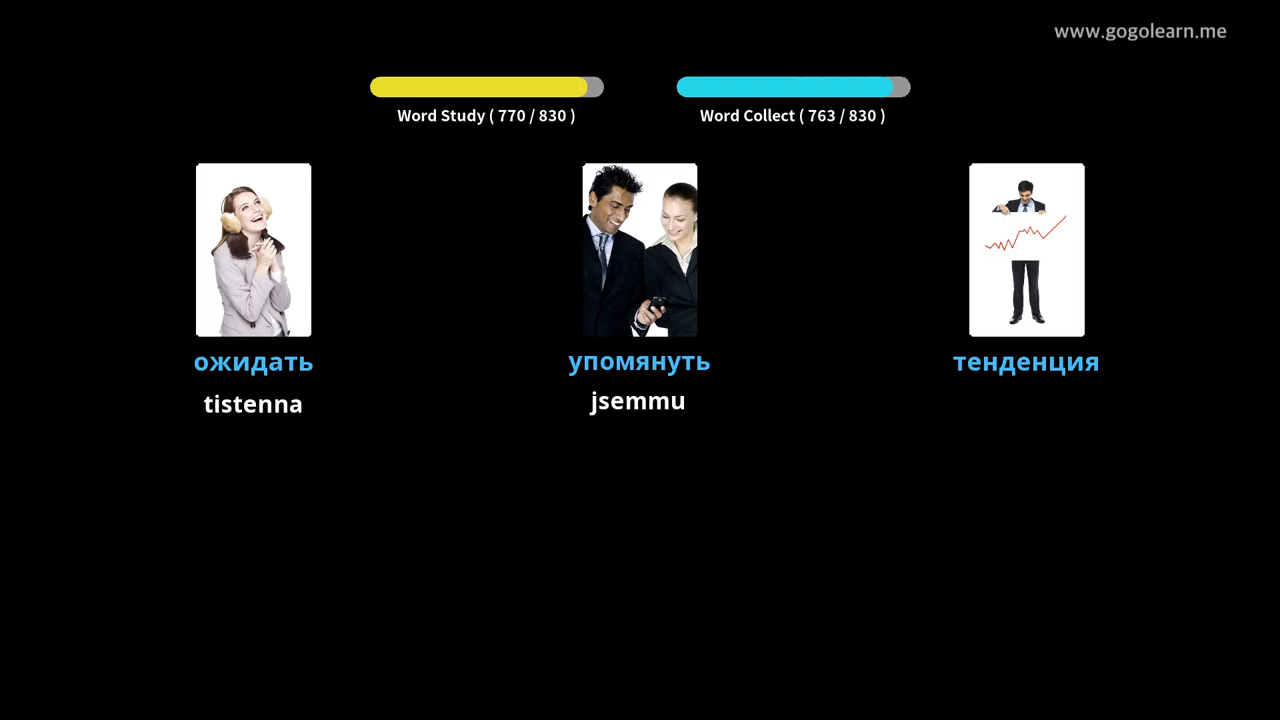 www.gogolearn.me
Word Study ( 770 / 830 )
Word Collect ( 763 / 830 )
ожидать
упомянуть
тенденция
tistenna
jsemmu